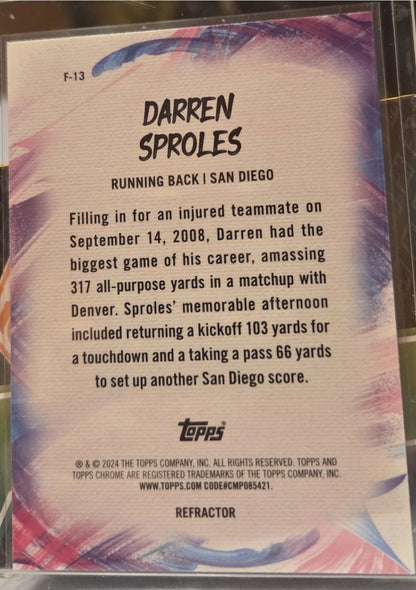 F-13
DARREN
SPROLES
RUNNING BACK | SAN DIEGO
Filling in for an injured teammate on
September 14, 2008, Darren had the
biggest game of his career, amassing
317 all-purpose yards in a matchup with
Denver. Sproles' memorable afternoon
included returning a kickoff 103 yards for
a touchdown and a taking a pass 66 yards
to set up another San Diego score.
topps®
® & © 2024 THE TOPPS COMPANY, INC. ALL RIGHTS RESERVED. TOPPS AND
TOPPS CHROME ARE REGISTERED TRADEMARKS OF THE TOPPS COMPANY, INC.
WWW.TOPPS.COM CODE#CMP085421.
REFRACTOR